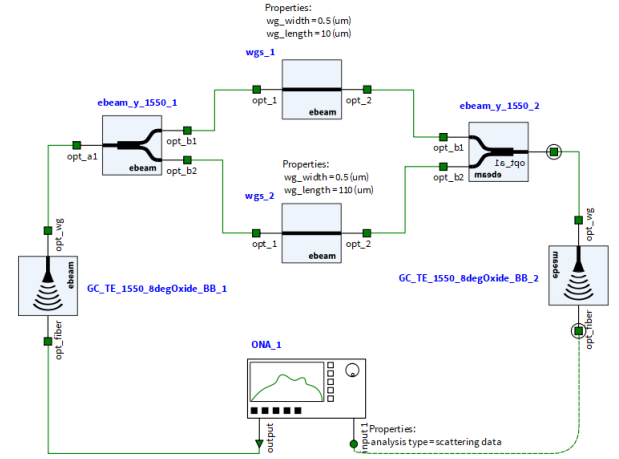 Properties:
wg_width = 0.5 (um)
wg_length = 10 (um)
wgs_1
opt_1
opt_2
ebeam
ebeam_y_1550_1
opt_a1
opt_b1
opt_b2
ebeam
ebeam_y_1550_2
opt_b1
opt_b2
opt_a1
ebeam
Properties:
wg_width = 0.5 (um)
wg_length = 110 (um)
wgs_2
opt_1
opt_2
ebeam
opt_wg
ebeam
GC_TE_1550_8degOxide_BB_1
opt_fiber
opt_wg
GC_TE_1550_8degOxide_BB_2
ebeam
opt_fiber
ONA_1
output
input 1
Properties:
analysis type = scattering data